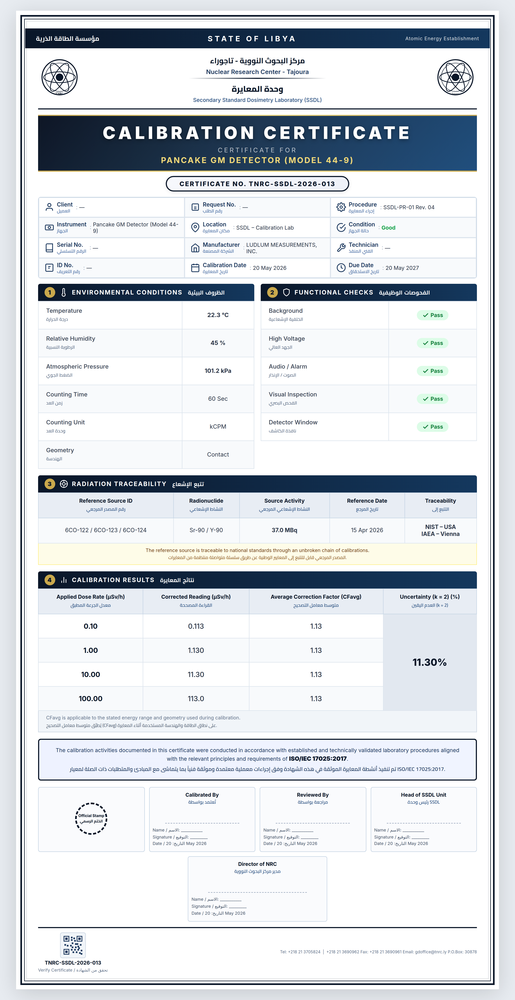 مؤسسة الطاقة الذرية
STATE OF LIBYA
Atomic Energy Establishment
مركز البحوث النووية - تاجوراء
Nuclear Research Center - Tajoura
وحدة المعايرة
Secondary Standard Dosimetry Laboratory (SSDL)
TNRC
CALIBRATION CERTIFICATE
CERTIFICATE FOR
PANCAKE GM DETECTOR (MODEL 44-9)
CERTIFICATE NO. TNRC-SSDL-2026-013
Client : —
العميل
Request No. : —
رقم الطلب
Procedure : SSDL-PR-01 Rev. 04
إجراء المعايرة
Instrument : Pancake GM Detector (Model 44-
9)
الجهاز
Location : SSDL – Calibration Lab
مكان المعايرة
Condition : Good
حالة الجهاز
Serial No. : —
الرقم التسلسلي
Manufacturer : LUDLUM MEASUREMENTS,
INC.
الشركة المصنعة
Technician : —
الفني المنفذ
ID No. : —
رقم التعريف
Calibration Date : 20 May 2026
تاريخ المعايرة
Due Date : 20 May 2027
تاريخ الاستحقاق
1 ENVIRONMENTAL CONDITIONS الظروف البيئية
Temperature
درجة الحرارة
22.3 °C
Relative Humidity
الرطوبة النسبية
45 %
Atmospheric Pressure
الضغط الجوي
101.2 kPa
Counting Time
زمن العد
60 Sec
Counting Unit
وحدة العد
kCPM
Geometry
الهندسة
Contact
2 FUNCTIONAL CHECKS الفحوصات الوظيفية
Background
الخلفية الإشعاعية
✓ Pass
High Voltage
الجهد العالي
✓ Pass
Audio / Alarm
الصوت / الإنذار
✓ Pass
Visual Inspection
الفحص البصري
✓ Pass
Detector Window
نافذة الكاشف
✓ Pass
3 RADIATION TRACEABILITY تتبع الإشعاع
Reference Source ID
رقم المصدر المرجعي
Radionuclide
النشاط الإشعاعي
Source Activity
النشاط الإشعاعي المرجعي
Reference Date
تاريخ المرجع
Traceability
التتبع إلى
6CO-122 / 6CO-123 / 6CO-124
Sr-90 / Y-90
37.0 MBq
15 Apr 2026
NIST – USA
IAEA – Vienna
The reference source is traceable to national standards through an unbroken chain of calibrations.
المصدر المرجعي قابل للتتبع إلى المعايير الوطنية عن طريق سلسلة متواصلة منتظمة من المعايرات.
4 CALIBRATION RESULTS نتائج المعايرة
Applied Dose Rate (µSv/h)
معدل الجرعة المطبق
Corrected Reading (µSv/h)
القراءة المصححة
Average Correction Factor (CFavg)
متوسط معامل التصحيح
Uncertainty (k = 2) (%)
العدم اليقين (k = 2)
0.10 0.113 1.13
1.00 1.130 1.13
10.00 11.30 1.13
100.00 113.0 1.13
11.30%
CFavg is applicable to the stated energy range and geometry used during calibration.
يُطبَّق متوسط معامل التصحيح (CFavg) على نطاق الطاقة والهندسة المستخدمة أثناء المعايرة.
The calibration activities documented in this certificate were conducted in accordance with established and technically validated laboratory procedures aligned
with the relevant principles and requirements of ISO/IEC 17025:2017.
تم تنفيذ أنشطة المعايرة الموثقة في هذه الشهادة وفق إجراءات معملية معتمدة وموثقة فنياً بما يتماشى مع المبادئ والمتطلبات ذات الصلة لمعيار ISO/IEC 17025:2017.
Official Stamp
الختم الرسمي
Calibrated By
تُعتمد بواسطة
Name / الاسم: __________
Signature / التوقيع: ________
Date / التاريخ: 20 May 2026
Reviewed By
مراجعة بواسطة
Name / الاسم: __________
Signature / التوقيع: ________
Date / التاريخ: 20 May 2026
Head of SSDL Unit
رئيس وحدة SSDL
Name / الاسم: __________
Signature / التوقيع: ________
Date / التاريخ: 20 May 2026
Director of NRC
مدير مركز البحوث النووية
Name / الاسم: __________
Signature / التوقيع: ________
Date / التاريخ: 20 May 2026
TNRC-SSDL-2026-013
Verify Certificate / تحقق من الشهادة
Tel: +218 21 3705824 | +218 21 3690962 Fax: +218 21 3690961 Email: gdoffice@tnrc.ly P.O.Box: 30878